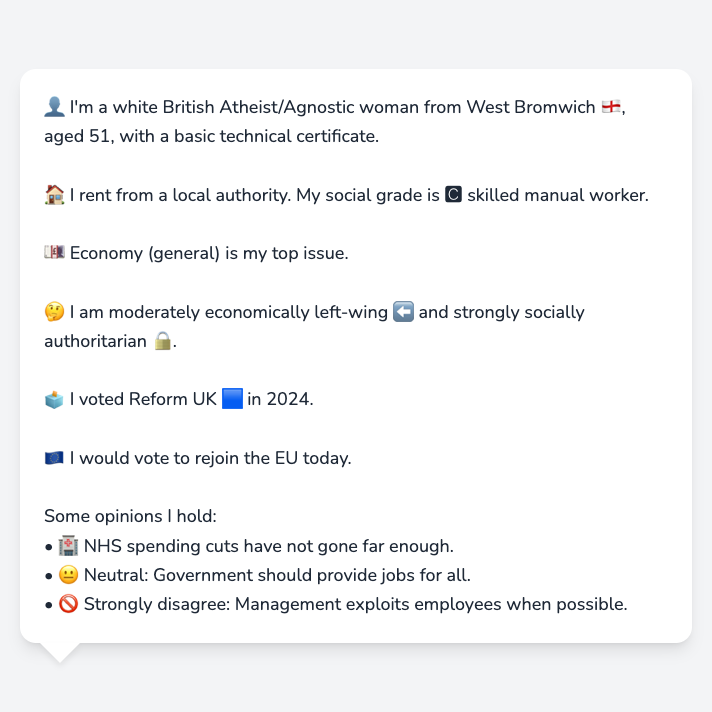 👤 I'm a white British Atheist/Agnostic woman from West Bromwich 🏴󠁧󠁢󠁥󠁮󠁧󠁿,
aged 51, with a basic technical certificate.
🏠 I rent from a local authority. My social grade is 🅲 skilled manual worker.
💷 Economy (general) is my top issue.
🤔 I am moderately economically left-wing ⬅️ and strongly socially
authoritarian 🔒.
🗳️ I voted Reform UK 🟦 in 2024.
🇪🇺 I would vote to rejoin the EU today.
Some opinions I hold:
• 🏥 NHS spending cuts have not gone far enough.
• 😐 Neutral: Government should provide jobs for all.
• 🚫 Strongly disagree: Management exploits employees when possible.